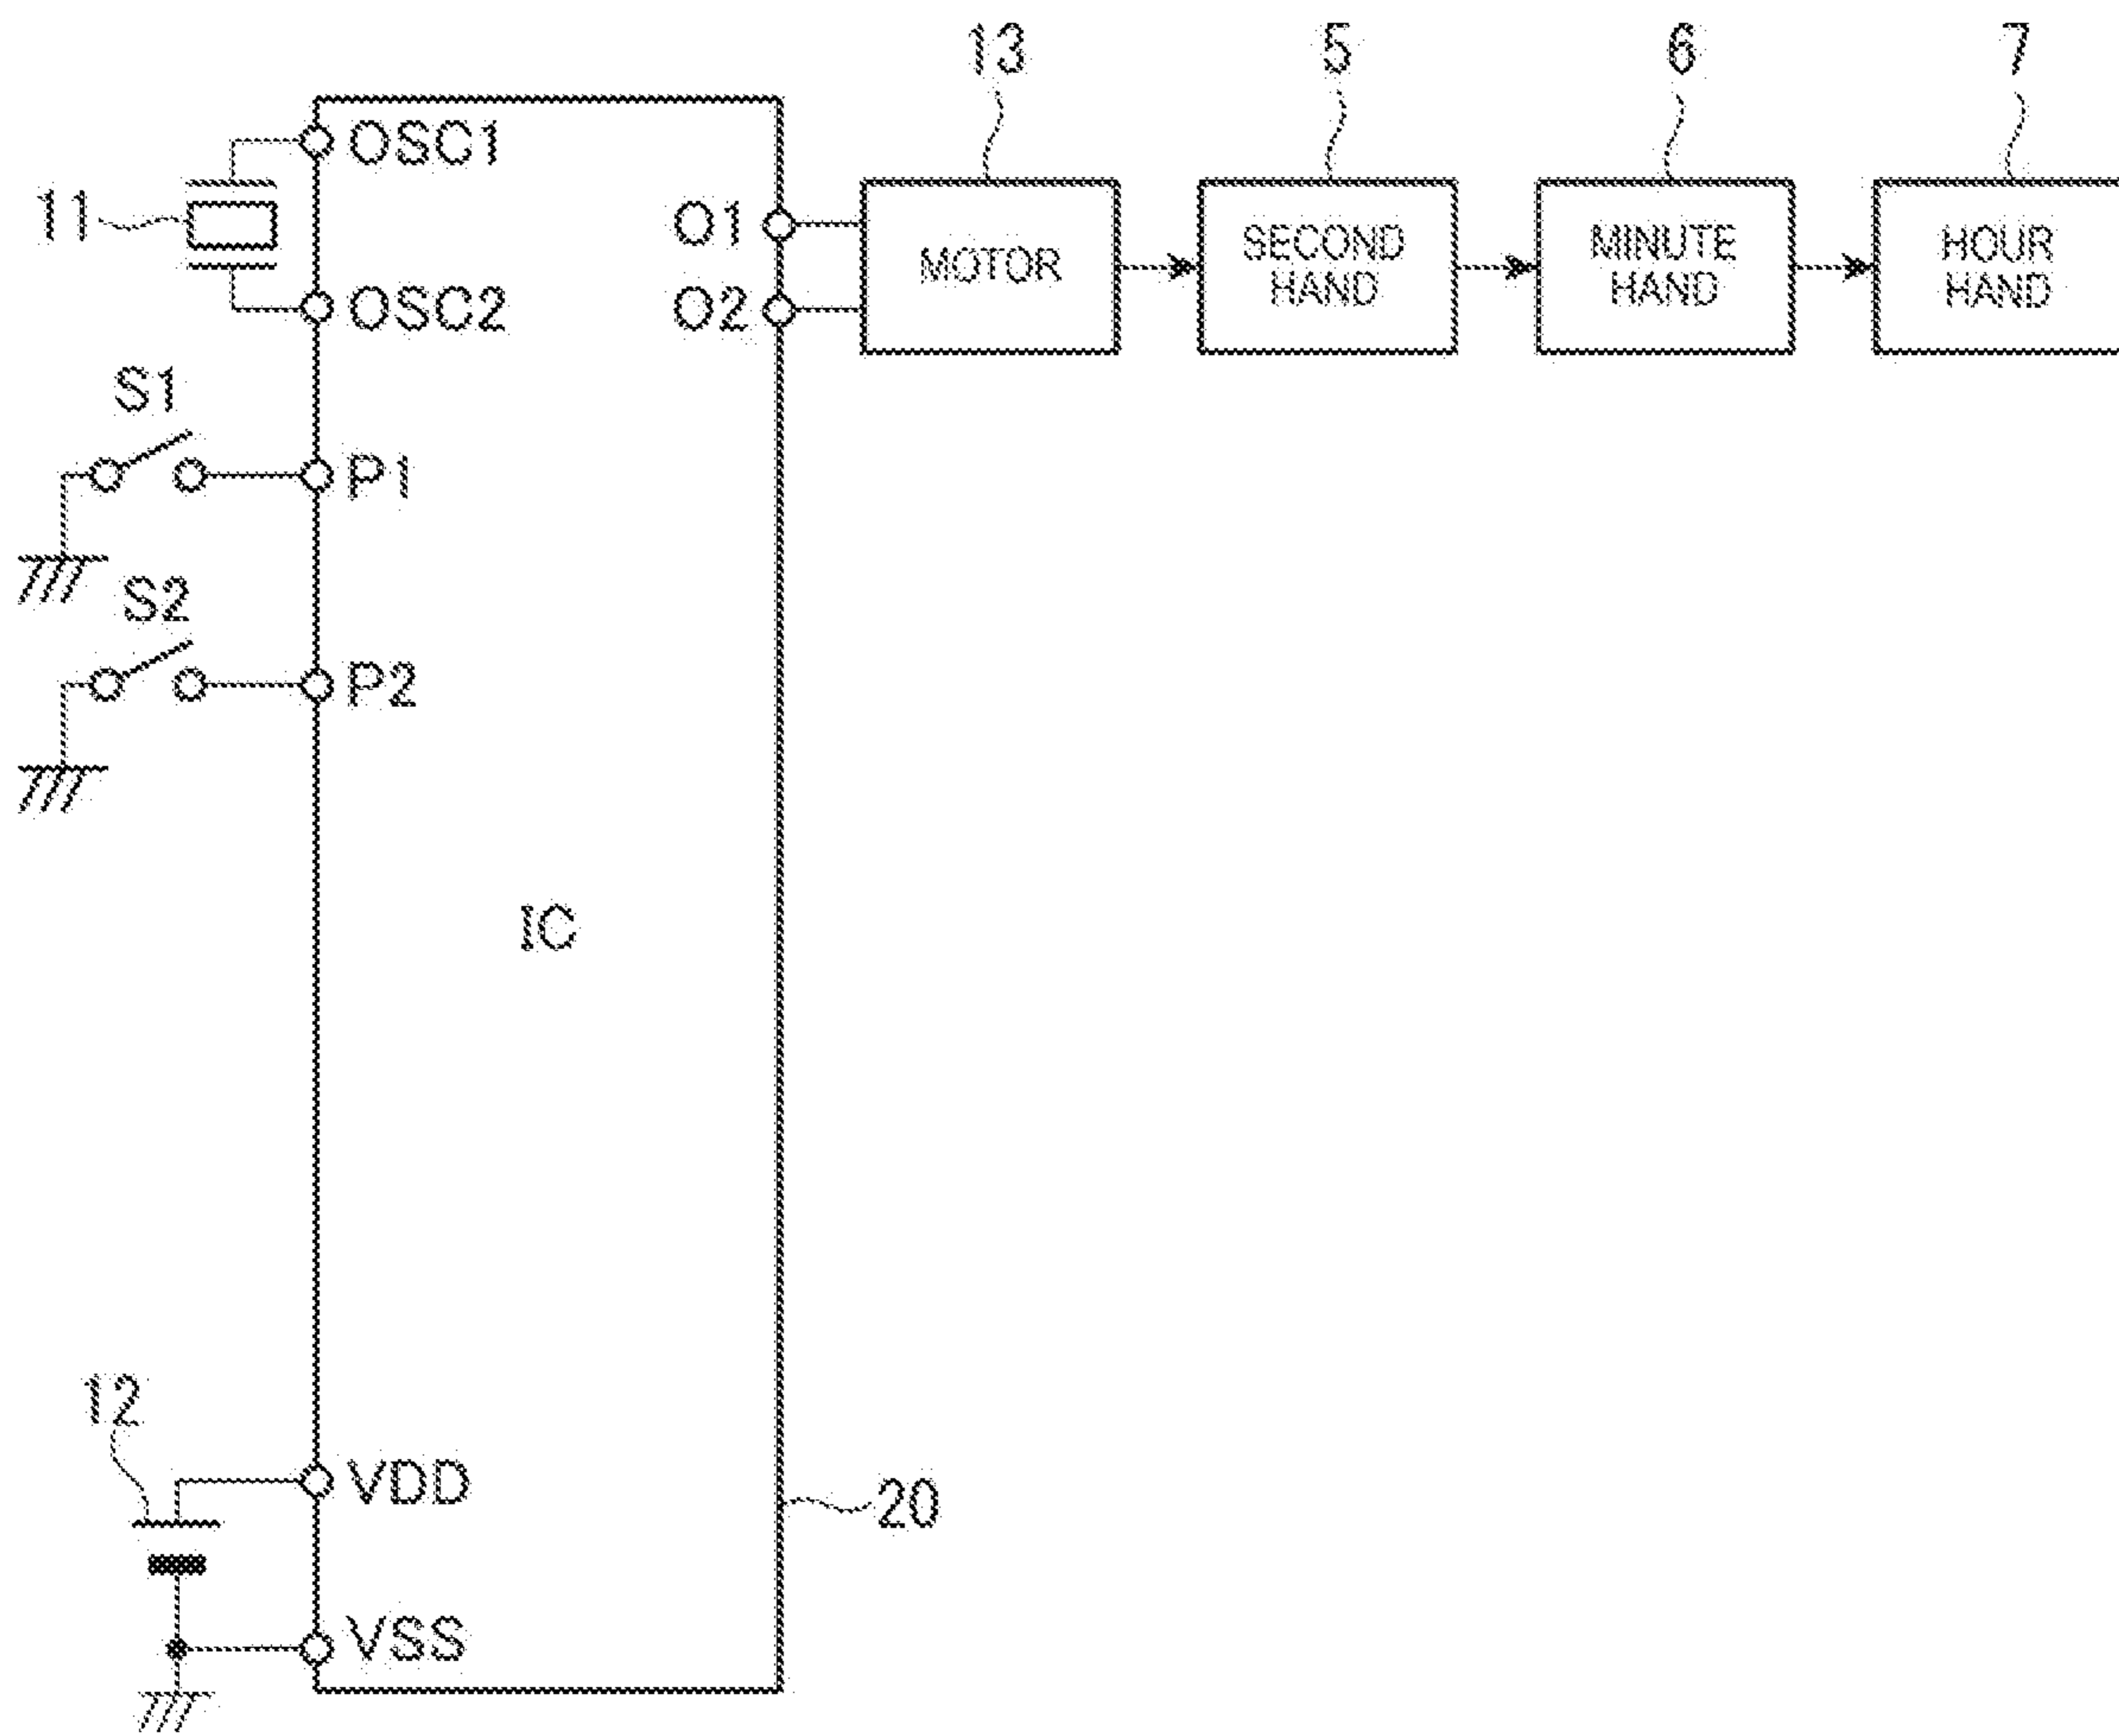 13
5
6
7
OSC1
11
O1
MOTOR
SECOND
HAND
MINUTE
HAND
HOUR
HAND
OSC2
O2
S1
P1
S2
P2
IC
12
VDD
20
VSS